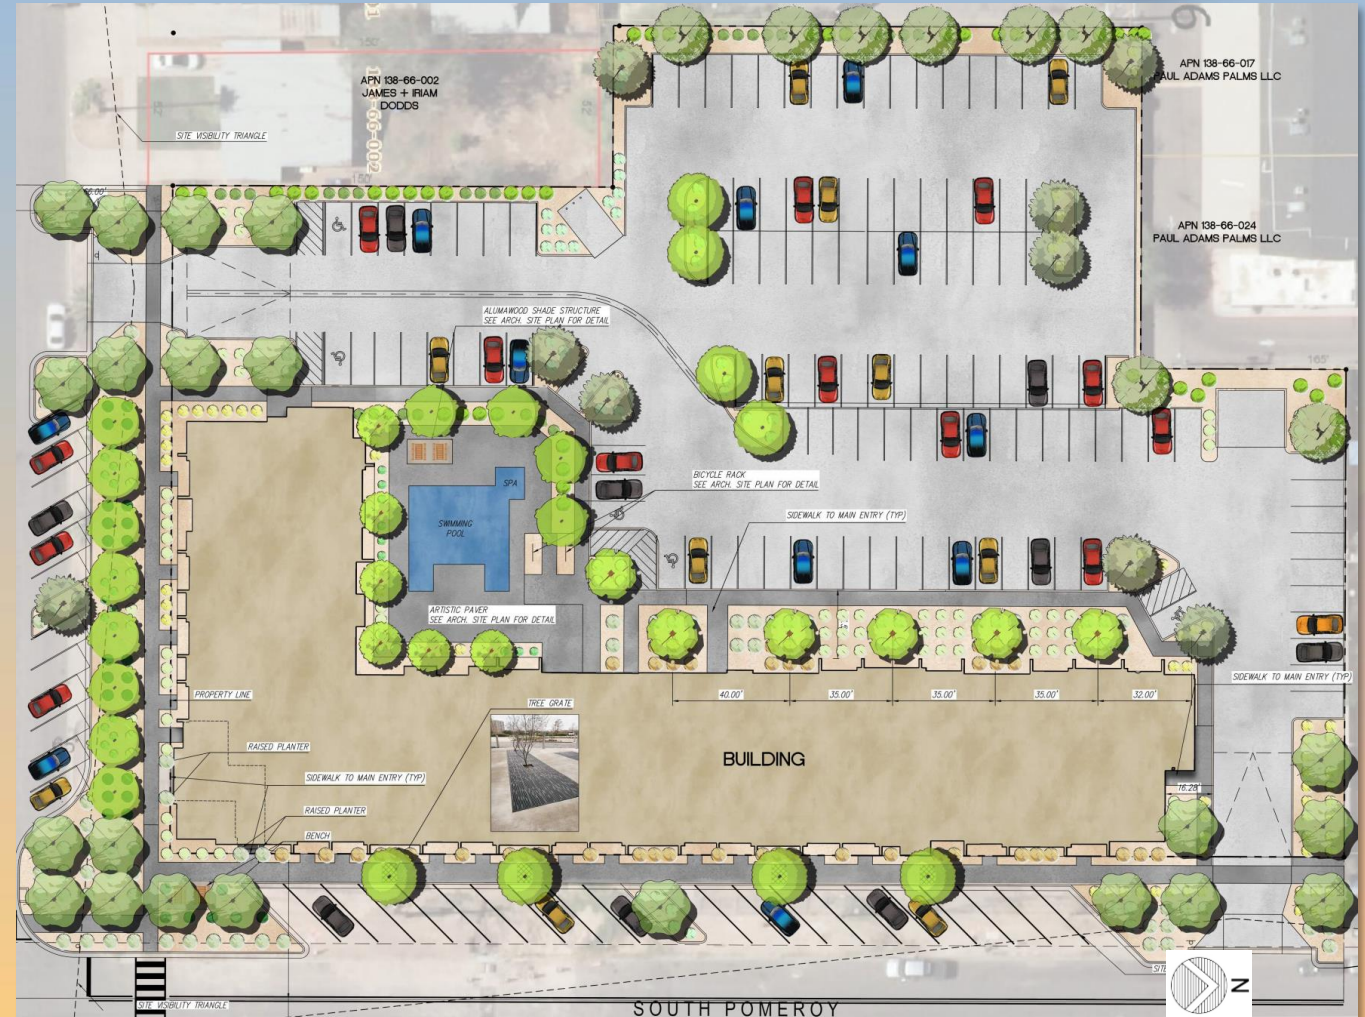 APN 138-66-002
JAMES + IRIAM
DODDS
APN 138-66-017
PAUL ADAMS PALMS LLC
SITE VISIBILITY TRIANGLE
150'
APN 138-66-024
PAUL ADAMS PALMS LLC
ALUMAWOOD SHADE STRUCTURE
SEE ARCH. SITE PLAN FOR DETAIL
165'
BICYCLE RACK
SEE ARCH. SITE PLAN FOR DETAIL
SPA
SWIMMING
POOL
SIDEWALK TO MAIN ENTRY (TYP)
ARTISTIC PAVER
SEE ARCH. SITE PLAN FOR DETAIL
SIDEWALK TO MAIN ENTRY (TYP)
PROPERTY LINE
40.00'
35.00'
35.00'
35.00'
32.00'
TREE GRATE
RAISED PLANTER
BUILDING
SIDEWALK TO MAIN ENTRY (TYP)
16.28'
RAISED PLANTER
BENCH
N
SITE VISIBILITY TRIANGLE
SOUTH POMEROY